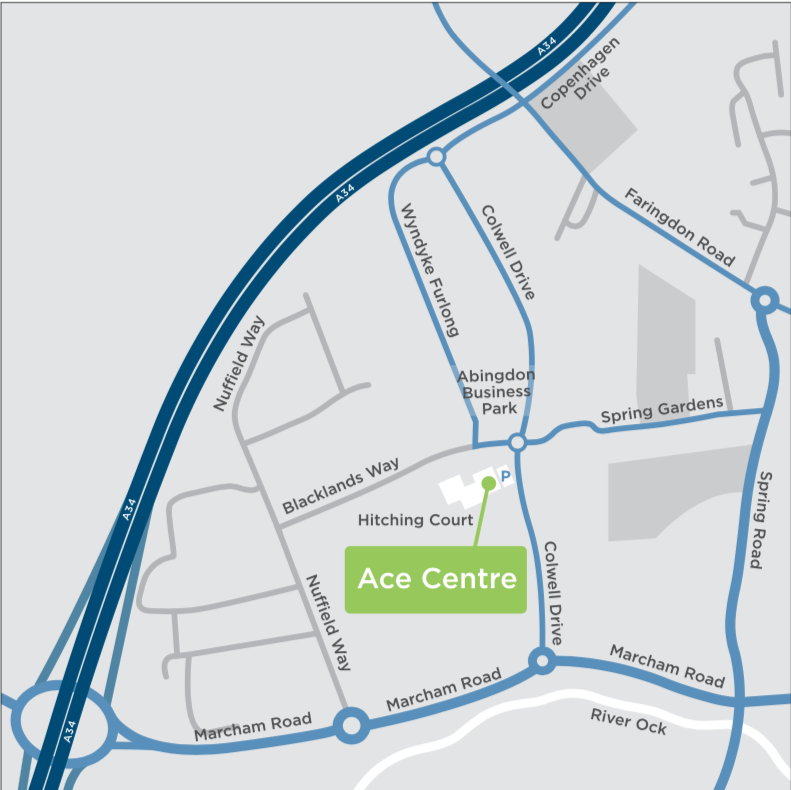 A34
Copenhagen
Drive
A34
Faringdon Road
Wyndyke Furlong
Colwell Drive
Nuffield Way
Abingdon
Business
Park
Spring Gardens
Blacklands Way
P
A34
Hitching Court
Spring Road
Ace Centre
Colwell Drive
Nuffield Way
Marcham Road
Marcham Road
Marcham Road
River Ock
A34